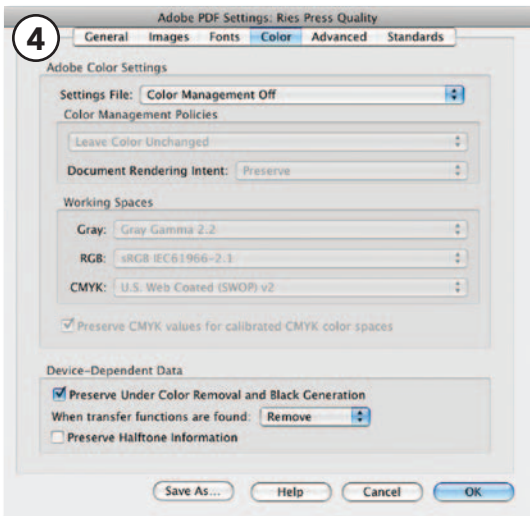 Adobe PDF Settings: Ries Press Quality
4
General Images Fonts Color Advanced Standards
Adobe Color Settings
Settings File: Color Management Off
Color Management Policies
Leave Color Unchanged
Document Rendering Intent: Preserve
Working Spaces
Gray: Gray Gamma 2.2
RGB: sRGB IEC61966-2.1
CMYK: U.S. Web Coated (SWOP) v2
Preserve CMYK values for calibrated CMYK color spaces
Device-Dependent Data
Preserve Under Color Removal and Black Generation
When transfer functions are found: Remove
Preserve Halftone Information
Save As... Help Cancel OK